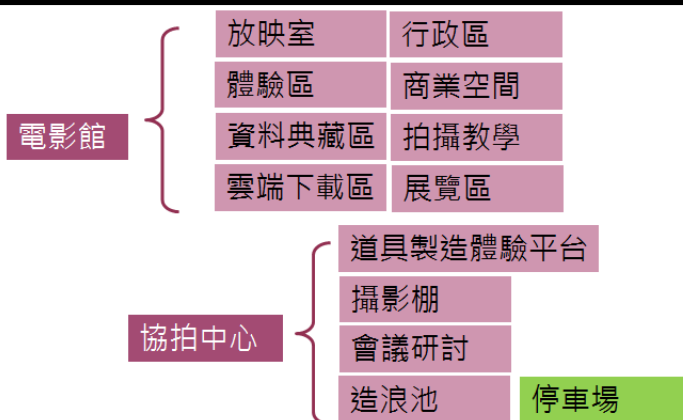 放映室 行政區
體驗區 商業空間
電影館
資料典藏區 拍攝教學
雲端下載區 展覽區
道具製造體驗平台
攝影棚
協拍中心
會議研討
造浪池 停車場